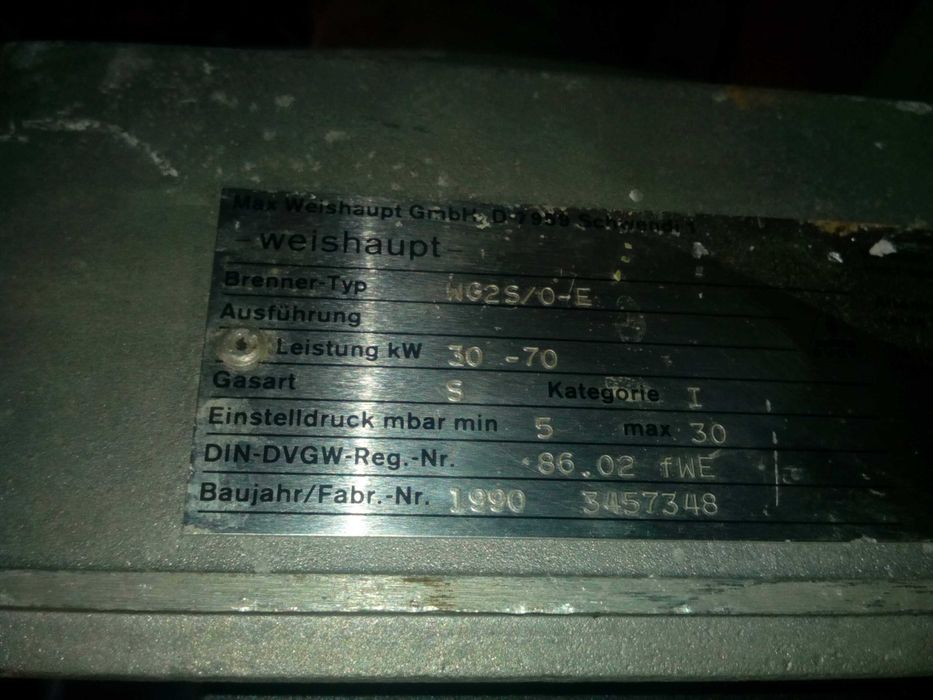 Max Weishaupt GmbH, D-7959 Schwendi 1
-weishaupt-
Brenner-Typ WG2S/0-E
Ausführung
Leistung kW 30 -70
Gasart S Kategorie I
Einstelldruck mbar min 5 max 30
DIN-DVGW-Reg.-Nr. 86.02 fWE
Baujahr/Fabr.-Nr. 1990 3457348